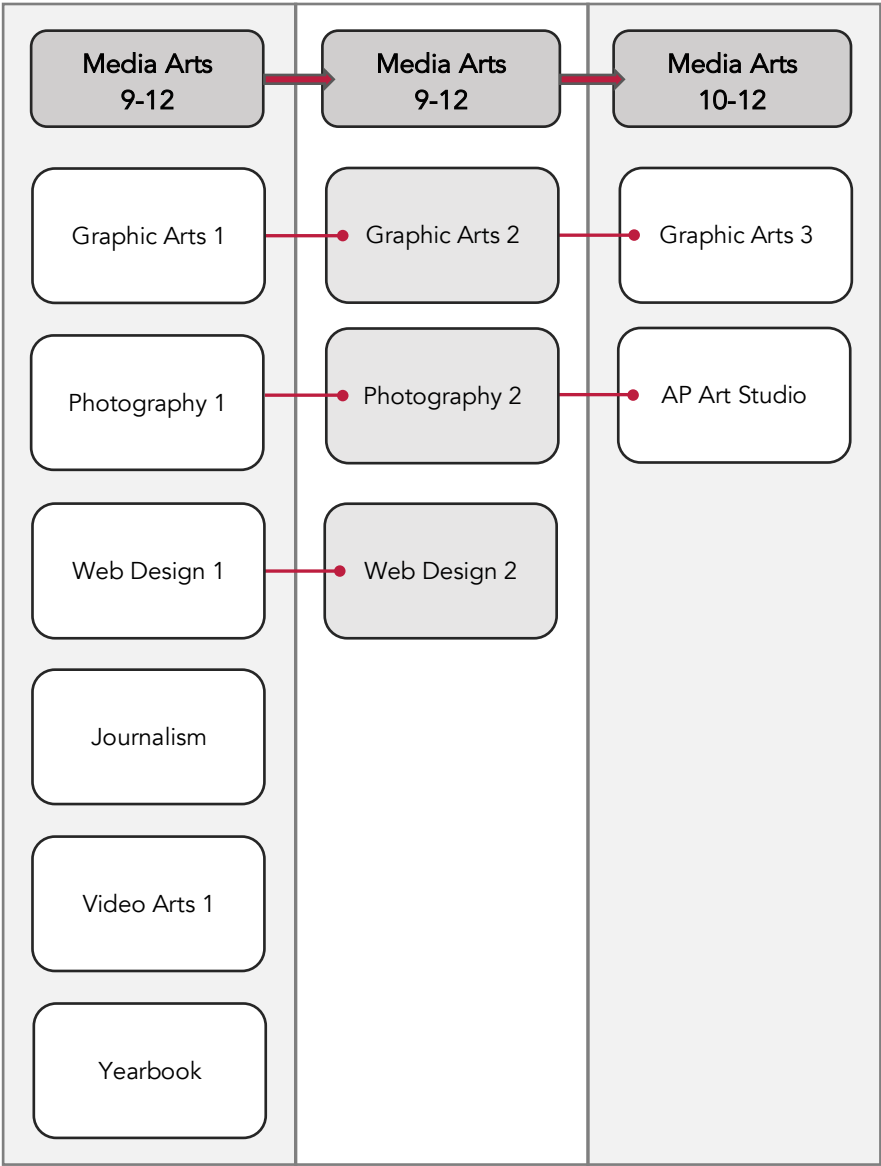 Media Arts
9-12
Media Arts
9-12
Media Arts
10-12
Graphic Arts 1
Graphic Arts 2
Graphic Arts 3
Photography 1
Photography 2
AP Art Studio
Web Design 1
Web Design 2
Journalism
Video Arts 1
Yearbook